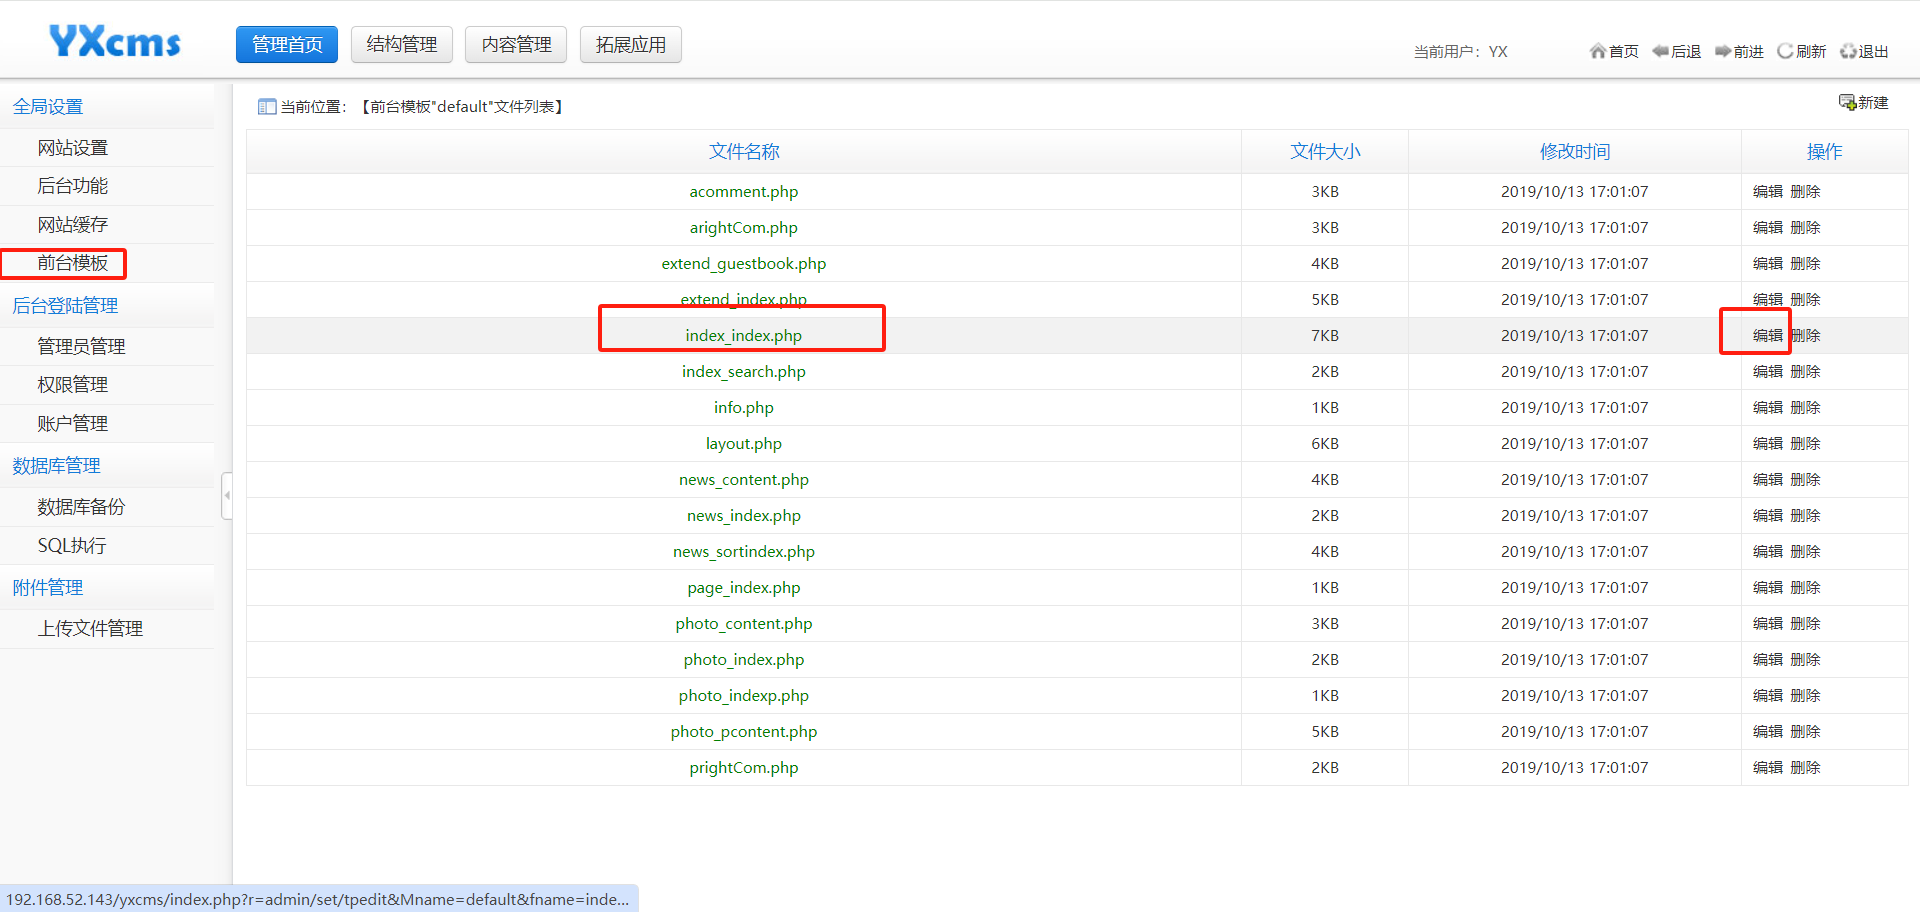 YXcms
管理首页 结构管理 内容管理 拓展应用
当前用户：YX
首页 后退 前进 刷新 退出
全局设置
网站设置
后台功能
网站缓存
前台模板
后台登陆管理
管理员管理
权限管理
账户管理
数据库管理
数据库备份
SQL执行
附件管理
上传文件管理
当前位置：【前台模板"default"文件列表】
新建
文件名称 文件大小 修改时间 操作
acomment.php 3KB 2019/10/13 17:01:07 编辑 删除
arightCom.php 3KB 2019/10/13 17:01:07 编辑 删除
extend_guestbook.php 4KB 2019/10/13 17:01:07 编辑 删除
extend_index.php 5KB 2019/10/13 17:01:07 编辑 删除
index_index.php 7KB 2019/10/13 17:01:07 编辑 删除
index_search.php 2KB 2019/10/13 17:01:07 编辑 删除
info.php 1KB 2019/10/13 17:01:07 编辑 删除
layout.php 6KB 2019/10/13 17:01:07 编辑 删除
news_content.php 4KB 2019/10/13 17:01:07 编辑 删除
news_index.php 2KB 2019/10/13 17:01:07 编辑 删除
news_sortindex.php 4KB 2019/10/13 17:01:07 编辑 删除
page_index.php 1KB 2019/10/13 17:01:07 编辑 删除
photo_content.php 3KB 2019/10/13 17:01:07 编辑 删除
photo_index.php 2KB 2019/10/13 17:01:07 编辑 删除
photo_indexp.php 1KB 2019/10/13 17:01:07 编辑 删除
photo_pcontent.php 5KB 2019/10/13 17:01:07 编辑 删除
prightCom.php 2KB 2019/10/13 17:01:07 编辑 删除
192.168.52.143/yxcms/index.php?r=admin/set/tpedit&Mname=default&fname=inde...